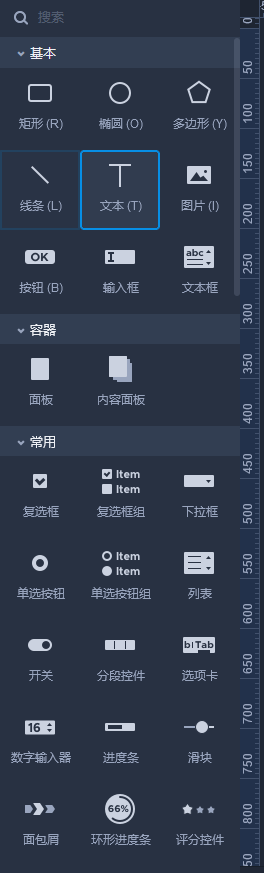 搜索
基本
矩形 (R) 椭圆 (O) 多边形 (Y)
线条 (L) 文本 (T) 图片 (I)
OK abc
按钮 (B) 输入框 文本框
容器
面板 内容面板
常用
Item
Item
复选框 复选框组 下拉框
Item
Item
单选按钮 单选按钮组 列表
Tab
开关 分段控件 选项卡
16
数字输入器 进度条 滑块
66%
面包屑 环形进度条 评分控件
0
50
100
150
200
250
300
350
400
450
500
550
600
650
700
750
800